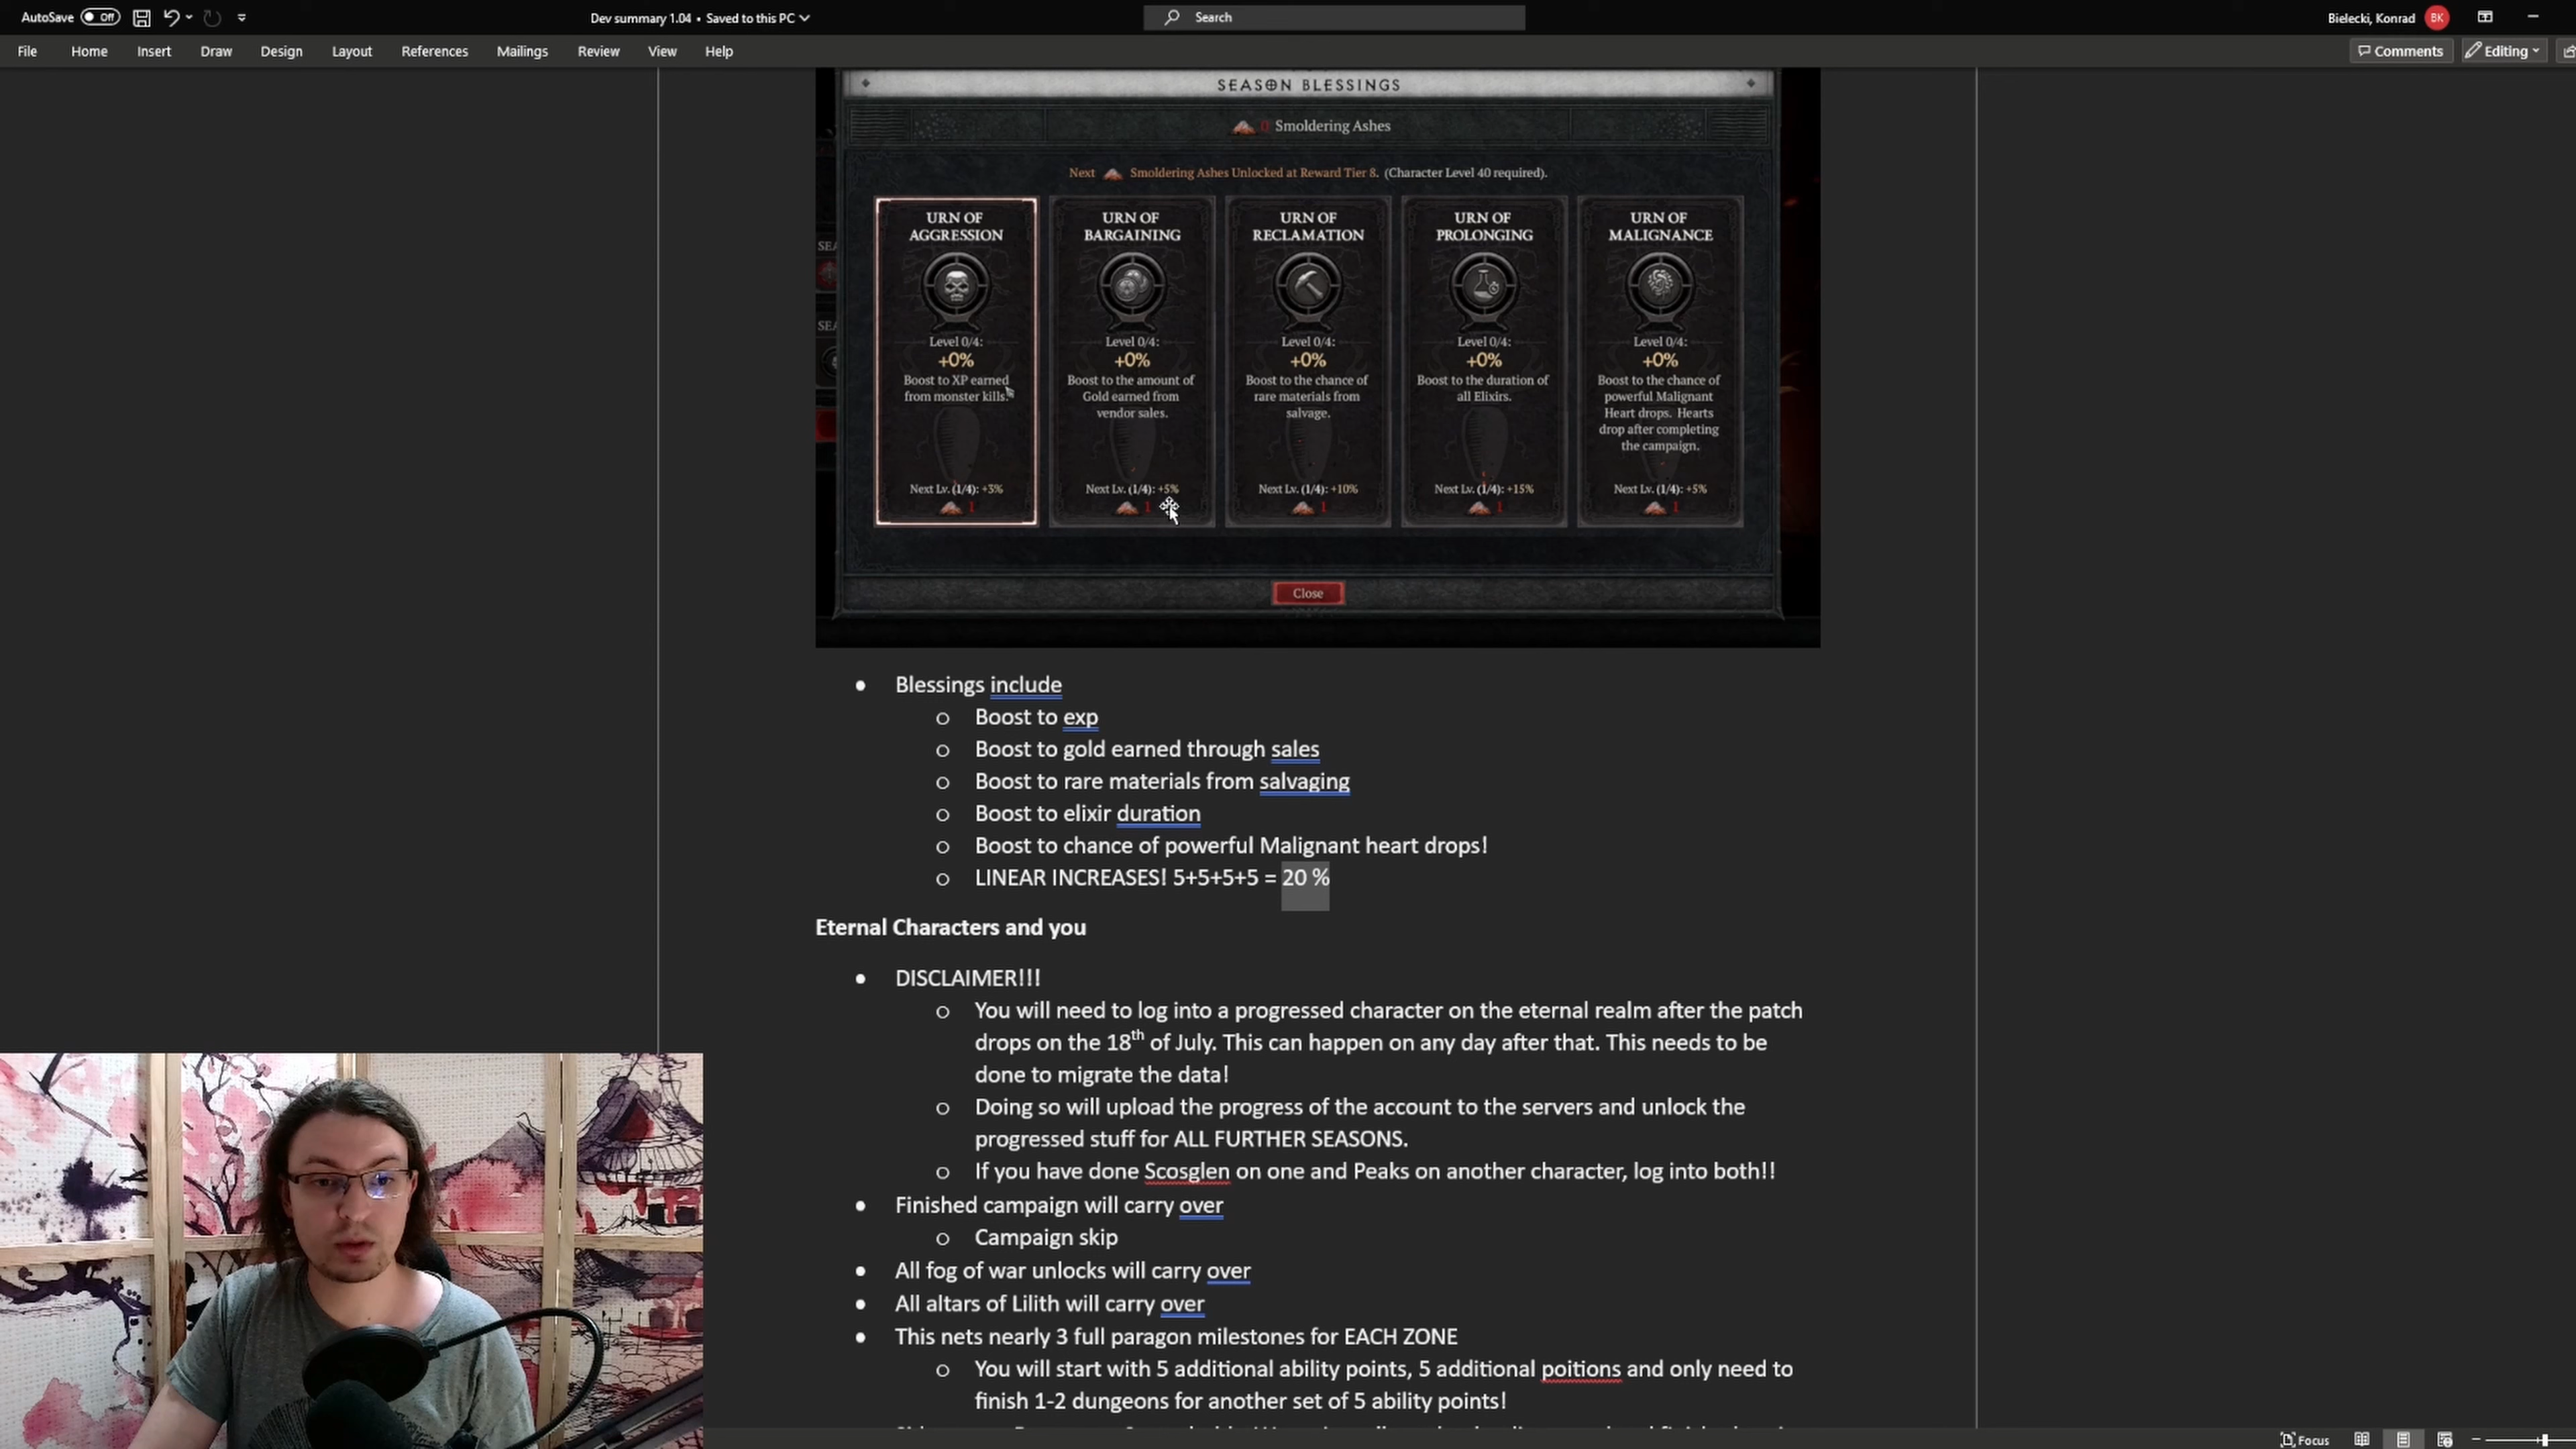 AutoSave Off Dev summary 1.04 • Saved to this PC Search Bielecki, Konrad BK
File Home Insert Draw Design Layout References Mailings Review View Help Comments Editing
SEASON BLESSINGS
0 Smoldering Ashes
Next Smoldering Ashes Unlocked at Reward Tier 8. (Character Level 40 required).
URN OF
AGGRESSION
Level 0/4:
+0%
Boost to XP earned
from monster kills.
Next Lv. (1/4): +3%
1
URN OF
BARGAINING
Level 0/4:
+0%
Boost to the amount of
Gold earned from
vendor sales.
Next Lv. (1/4): +5%
1
URN OF
RECLAMATION
Level 0/4:
+0%
Boost to the chance of
rare materials from
salvage.
Next Lv. (1/4): +10%
1
URN OF
PROLONGING
Level 0/4:
+0%
Boost to the duration of
all Elixirs.
Next Lv. (1/4): +15%
1
URN OF
MALIGNANCE
Level 0/4:
+0%
Boost to the chance of
powerful Malignant
Heart drops. Hearts
drop after completing
the campaign.
Next Lv. (1/4): +5%
1
Close
• Blessings include
o Boost to exp
o Boost to gold earned through sales
o Boost to rare materials from salvaging
o Boost to elixir duration
o Boost to chance of powerful Malignant heart drops!
o LINEAR INCREASES! 5+5+5+5 = 20 %
Eternal Characters and you
• DISCLAIMER!!!
o You will need to log into a progressed character on the eternal realm after the patch
drops on the 18th of July. This can happen on any day after that. This needs to be
done to migrate the data!
o Doing so will upload the progress of the account to the servers and unlock the
progressed stuff for ALL FURTHER SEASONS.
o If you have done Scosglen on one and Peaks on another character, log into both!!
• Finished campaign will carry over
o Campaign skip
• All fog of war unlocks will carry over
• All altars of Lilith will carry over
• This nets nearly 3 full paragon milestones for EACH ZONE
o You will start with 5 additional ability points, 5 additional poitions and only need to
finish 1-2 dungeons for another set of 5 ability points!
Focus